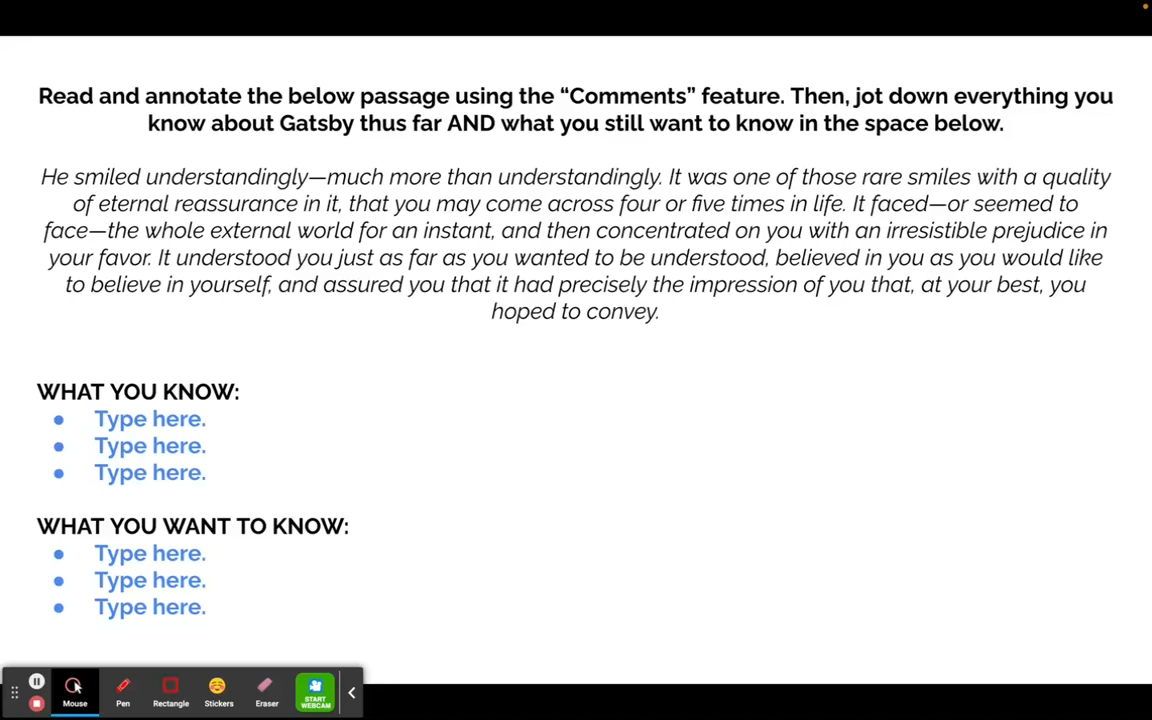 Read and annotate the below passage using the “Comments” feature. Then, jot down everything you
know about Gatsby thus far AND what you still want to know in the space below.
He smiled understandingly—much more than understandingly. It was one of those rare smiles with a quality
of eternal reassurance in it, that you may come across four or five times in life. It faced—or seemed to
face—the whole external world for an instant, and then concentrated on you with an irresistible prejudice in
your favor. It understood you just as far as you wanted to be understood, believed in you as you would like
to believe in yourself, and assured you that it had precisely the impression of you that, at your best, you
hoped to convey.
WHAT YOU KNOW:
● Type here.
● Type here.
● Type here.
WHAT YOU WANT TO KNOW:
● Type here.
● Type here.
● Type here.
Mouse Pen Rectangle Stickers Eraser START
WEBCAM